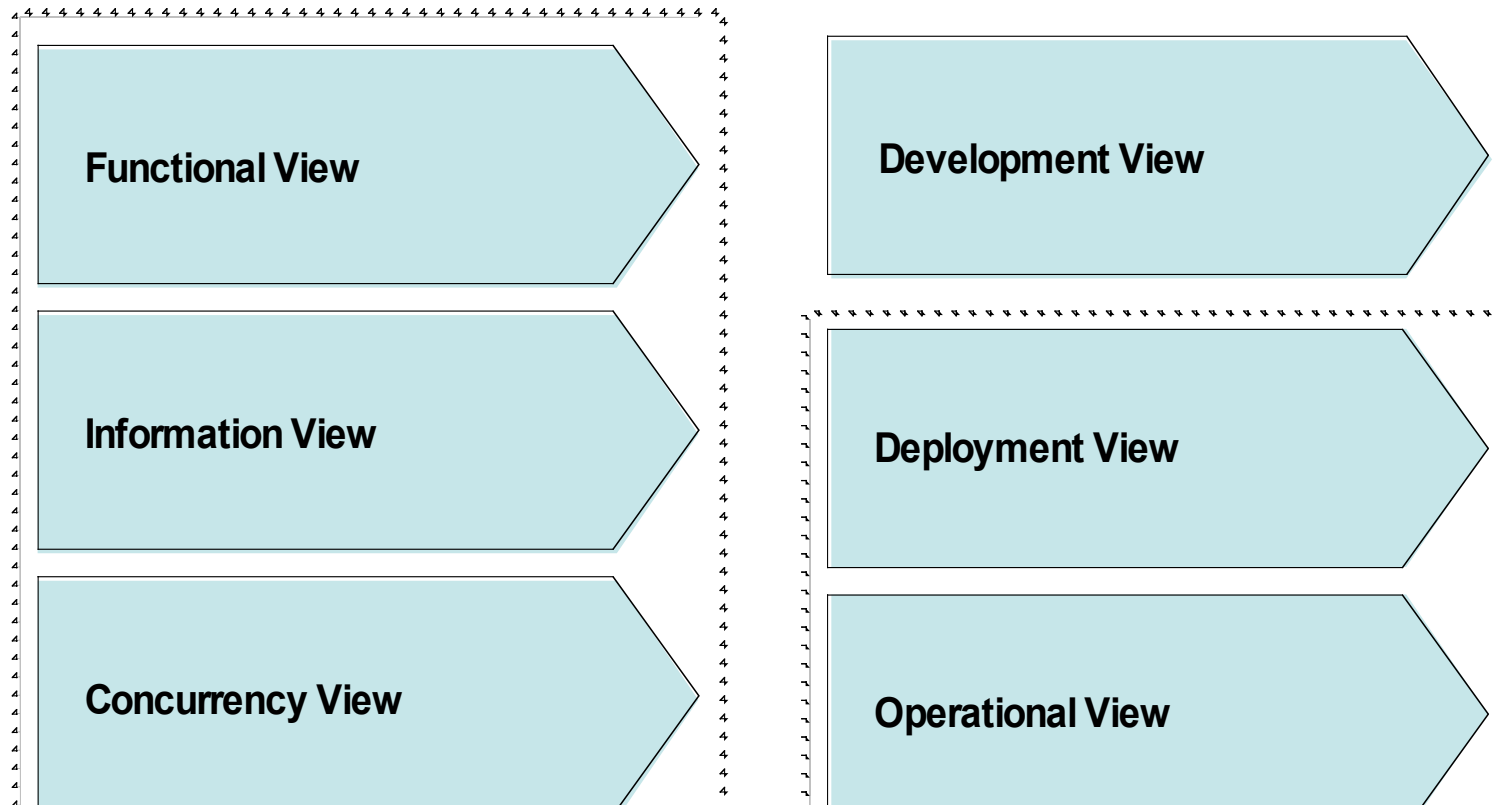 Functional View
Information View
Concurrency View
Development View
Deployment View
Operational View